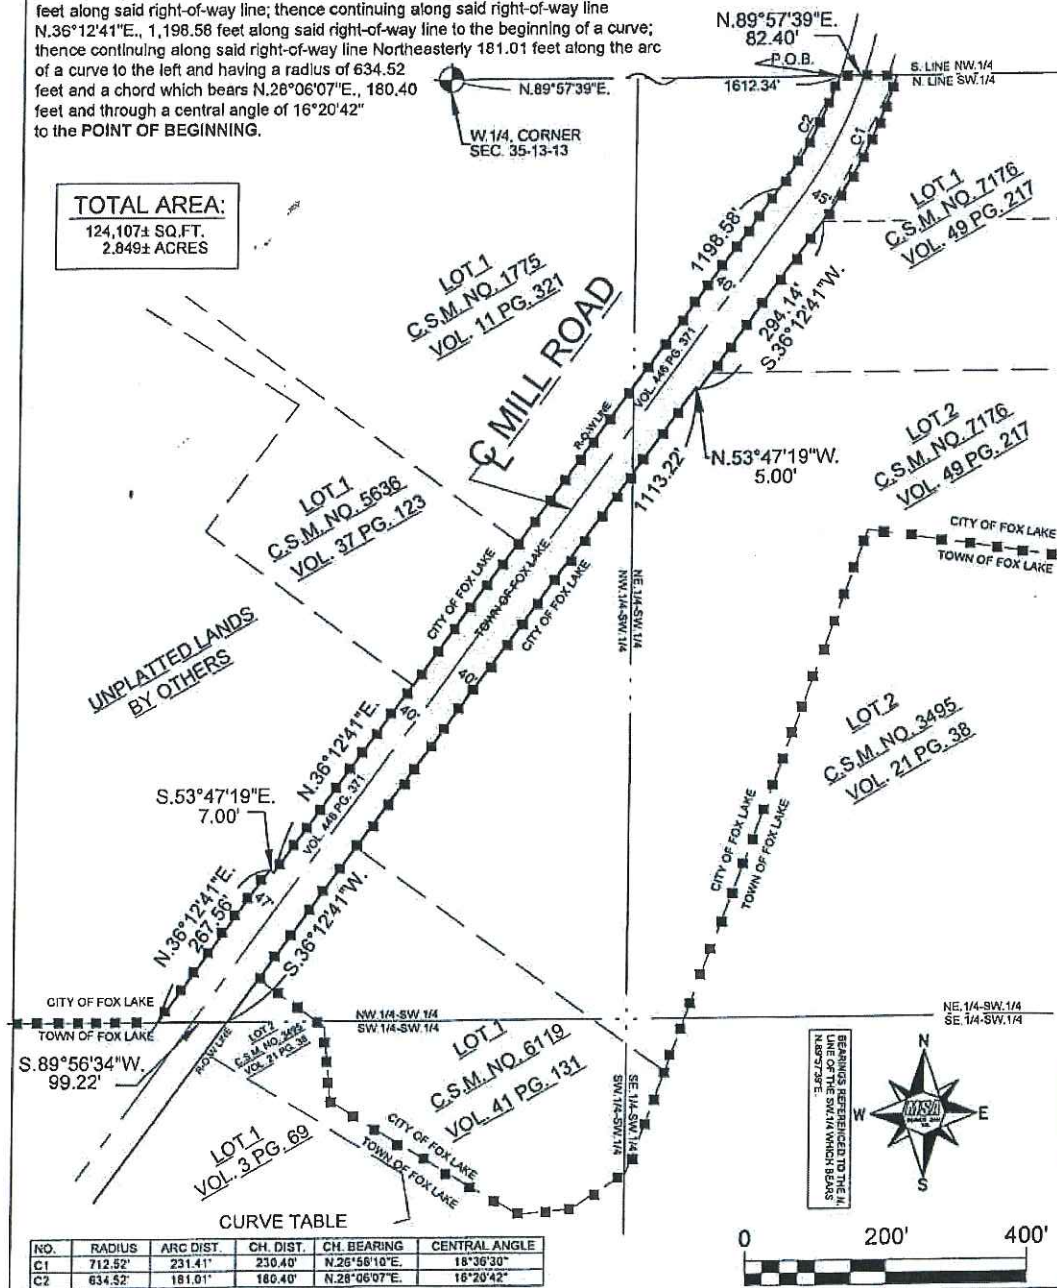 feet along said right-of-way line; thence continuing along said right-of-way line
N.36°12'41"E., 1,198.58 feet along said right-of-way line to the beginning of a curve;
thence continuing along said right-of-way line Northeasterly 181.01 feet along the arc
of a curve to the left and having a radius of 634.52
feet and a chord which bears N.28°06'07"E., 180.40
feet and through a central angle of 16°20'42"
to the POINT OF BEGINNING.
N.89°57'39"E.
82.40'
P.O.B.
1612.34'
S. LINE NW.1/4
N. LINE SW.1/4
N.89°57'39"E.
W.1/4, CORNER
SEC. 35-13-13
TOTAL AREA:
124,107± SQ.FT.
2.849± ACRES
C2
C1
45'
LOT 1
C.S.M. NO. 7176
VOL. 49 PG. 217
1198.58'
40'
LOT 1
C.S.M. NO. 1775
VOL. 11 PG. 321
294.14'
S.36°12'41"W.
CL MILL ROAD
R-O-W LINE
VOL. 446 PG. 371
LOT 2
C.S.M. NO. 7176
VOL. 49 PG. 217
N.53°47'19"W.
5.00'
1113.22'
LOT 1
C.S.M. NO. 5636
VOL. 37 PG. 123
CITY OF FOX LAKE
TOWN OF FOX LAKE
CITY OF FOX LAKE
TOWN OF FOX LAKE
CITY OF FOX LAKE
NE.1/4-SW.1/4
NW.1/4-SW.1/4
UNPLATTED LANDS
BY OTHERS
40'
40'
LOT 2
C.S.M. NO. 3495
VOL. 21 PG. 38
N.36°12'41"E.
S.53°47'19"E.
7.00'
VOL. 446 PG. 371
CITY OF FOX LAKE
TOWN OF FOX LAKE
N.36°12'41"E.
267.56'
47'
S.36°12'41"W.
CITY OF FOX LAKE
TOWN OF FOX LAKE
NW.1/4-SW.1/4
SW.1/4-SW.1/4
NE.1/4-SW.1/4
SE.1/4-SW.1/4
S.89°56'34"W.
99.22'
R-O-W LINE
LOT 2
C.S.M. NO. 3495
VOL. 21 PG. 38
LOT 1
C.S.M. NO. 6119
VOL. 41 PG. 131
SE.1/4-SW.1/4
SW.1/4-SW.1/4
BEARINGS REFERENCED TO THE N.
LINE OF THE SW.1/4 WHICH BEARS
N.89°57'39"E.
N
W
MSA
E
S
LOT 1
VOL. 3 PG. 69
CITY OF FOX LAKE
TOWN OF FOX LAKE
CURVE TABLE
NO. RADIUS ARC DIST. CH. DIST. CH. BEARING CENTRAL ANGLE
C1 712.52' 231.41' 230.40' N.26°58'10"E. 18°36'30"
C2 634.52' 181.01' 180.40' N.28°06'07"E. 16°20'42"
0 200' 400'